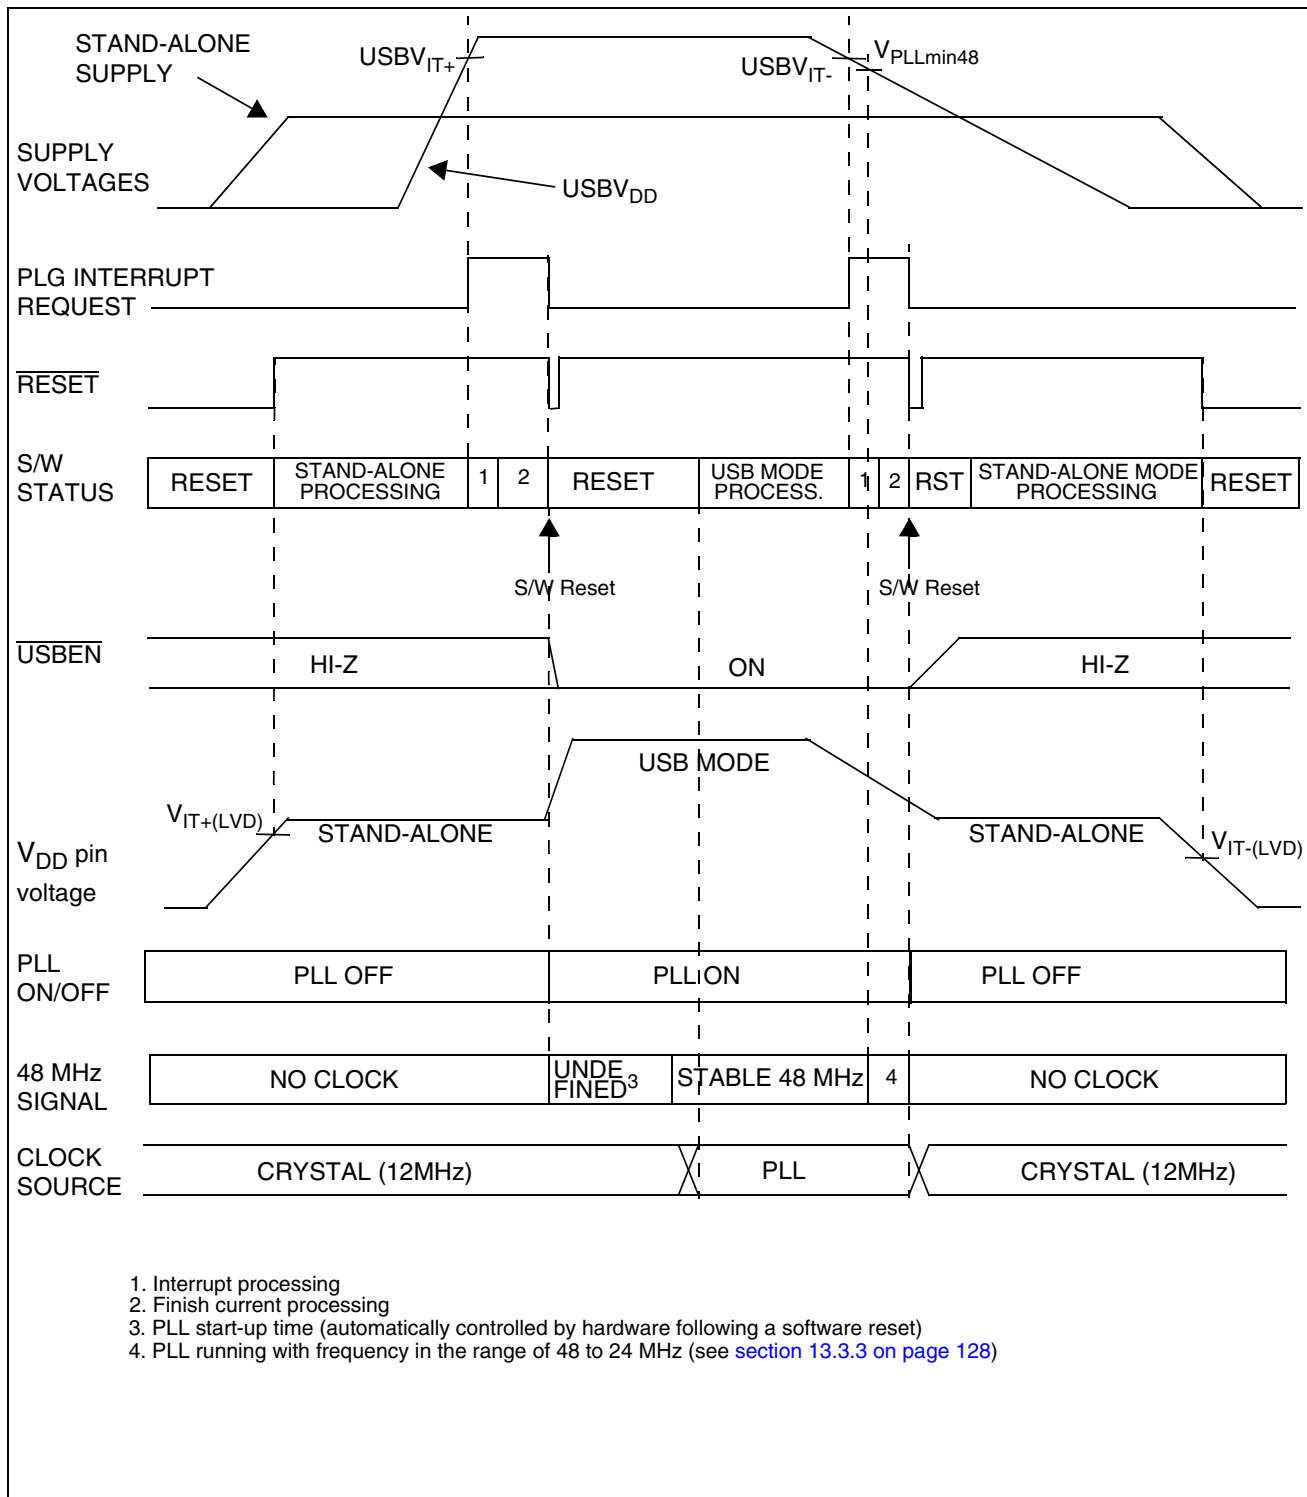 STAND-ALONE
SUPPLY
USBVIT+
USBVIT-
VPLLmin48
SUPPLY
VOLTAGES
USBVDD
PLG INTERRUPT
REQUEST
RESET
S/W
STATUS
RESET
STAND-ALONE
PROCESSING
1
2
RESET
USB MODE
PROCESS.
1
2
RST
STAND-ALONE MODE
PROCESSING
RESET
S/W Reset
S/W Reset
USBEN
HI-Z
ON
HI-Z
USB MODE
VIT+(LVD)
STAND-ALONE
STAND-ALONE
VIT-(LVD)
VDD pin
voltage
PLL
ON/OFF
PLL OFF
PLL ON
PLL OFF
48 MHz
SIGNAL
NO CLOCK
UNDE
FINED3
STABLE 48 MHz
4
NO CLOCK
CLOCK
SOURCE
CRYSTAL (12MHz)
PLL
CRYSTAL (12MHz)
1. Interrupt processing
2. Finish current processing
3. PLL start-up time (automatically controlled by hardware following a software reset)
4. PLL running with frequency in the range of 48 to 24 MHz (see section 13.3.3 on page 128)